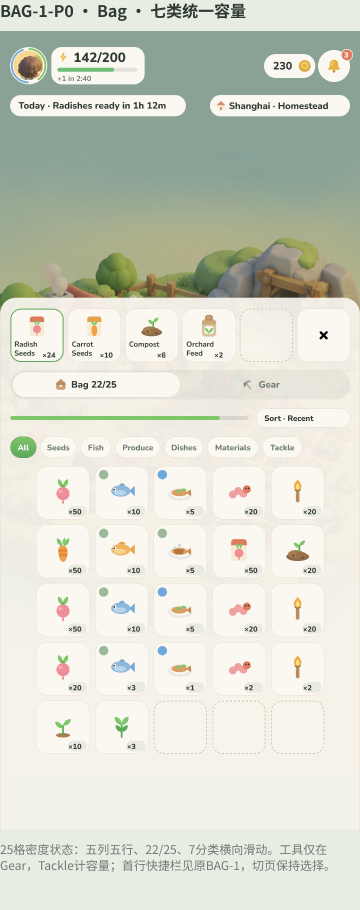 BAG-1-P0 · Bag · 七类统一容量
142/200
+1 in 2:40
230
3
Today · Radishes ready in 1h 12m
Shanghai · Homestead
Radish Seeds ×24
Carrot Seeds ×10
Compost ×6
Orchard Feed ×2
×
Bag 22/25
Gear
Sort · Recent
All
Seeds
Fish
Produce
Dishes
Materials
Tackle
×50 ×10 ×5 ×20 ×20
×50 ×10 ×5 ×50 ×20
×50 ×10 ×5 ×20 ×20
×20 ×3 ×1 ×2 ×2
×10 ×3
25格密度状态：五列五行、22/25、7分类横向滑动。工具仅在
Gear，Tackle计容量；首行快捷栏见原BAG-1，切页保持选择。